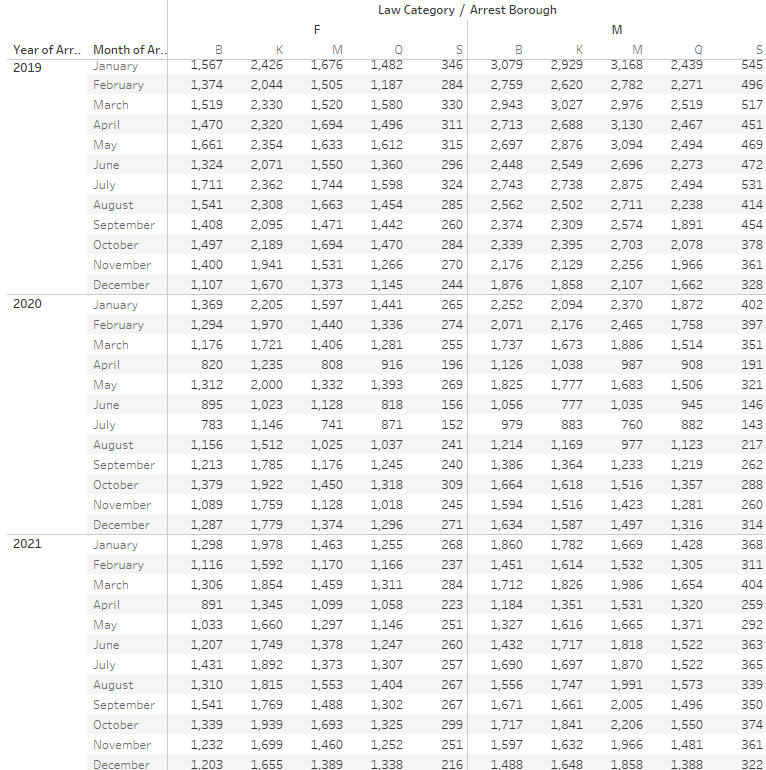 Law Category / Arrest Borough
F M
Year of Arr.. Month of Ar.. B K M Q S B K M Q S
2019 January 1,567 2,426 1,676 1,482 346 3,079 2,929 3,168 2,439 545
February 1,374 2,044 1,505 1,187 284 2,759 2,620 2,782 2,271 496
March 1,519 2,330 1,520 1,580 330 2,943 3,027 2,976 2,519 517
April 1,470 2,320 1,694 1,496 311 2,713 2,688 3,130 2,467 451
May 1,661 2,354 1,633 1,612 315 2,697 2,876 3,094 2,494 469
June 1,324 2,071 1,550 1,360 296 2,448 2,549 2,696 2,273 472
July 1,711 2,362 1,744 1,598 324 2,743 2,738 2,875 2,494 531
August 1,541 2,308 1,663 1,454 285 2,562 2,502 2,711 2,238 414
September 1,408 2,095 1,471 1,442 260 2,374 2,309 2,574 1,891 454
October 1,497 2,189 1,694 1,470 284 2,339 2,395 2,703 2,078 378
November 1,400 1,941 1,531 1,266 270 2,176 2,129 2,256 1,966 361
December 1,107 1,670 1,373 1,145 244 1,876 1,858 2,107 1,662 328
2020 January 1,369 2,205 1,597 1,441 265 2,252 2,094 2,370 1,872 402
February 1,294 1,970 1,440 1,336 274 2,071 2,176 2,465 1,758 397
March 1,176 1,721 1,406 1,281 255 1,737 1,673 1,886 1,514 351
April 820 1,235 808 916 196 1,126 1,038 987 908 191
May 1,312 2,000 1,332 1,393 269 1,825 1,777 1,683 1,506 321
June 895 1,023 1,128 818 156 1,056 777 1,035 945 146
July 783 1,146 741 871 152 979 883 760 882 143
August 1,156 1,512 1,025 1,037 241 1,214 1,169 977 1,123 217
September 1,213 1,785 1,176 1,245 240 1,386 1,364 1,233 1,219 262
October 1,379 1,922 1,450 1,318 309 1,664 1,618 1,516 1,357 288
November 1,089 1,759 1,128 1,018 245 1,594 1,516 1,423 1,281 260
December 1,287 1,779 1,374 1,296 271 1,634 1,587 1,497 1,316 314
2021 January 1,298 1,978 1,463 1,255 268 1,860 1,782 1,669 1,428 368
February 1,116 1,592 1,170 1,166 237 1,451 1,614 1,532 1,305 311
March 1,306 1,854 1,459 1,311 284 1,712 1,826 1,986 1,654 404
April 891 1,345 1,099 1,058 223 1,184 1,351 1,531 1,320 259
May 1,033 1,660 1,297 1,146 251 1,327 1,616 1,665 1,371 292
June 1,207 1,749 1,378 1,247 260 1,432 1,717 1,818 1,522 363
July 1,431 1,892 1,373 1,307 257 1,690 1,697 1,870 1,522 365
August 1,310 1,815 1,553 1,404 267 1,556 1,747 1,991 1,573 339
September 1,541 1,769 1,488 1,302 267 1,671 1,661 2,005 1,496 350
October 1,339 1,939 1,693 1,325 299 1,717 1,841 2,206 1,550 374
November 1,232 1,699 1,460 1,252 251 1,597 1,632 1,966 1,481 361
December 1,203 1,655 1,389 1,338 216 1,488 1,648 1,858 1,388 322